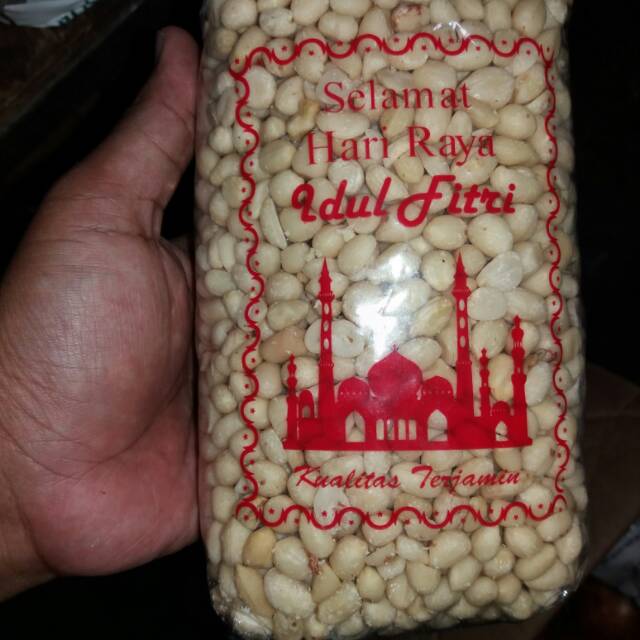 Selamat
Hari Raya
Idul Fitri
Kualitas Terjamin